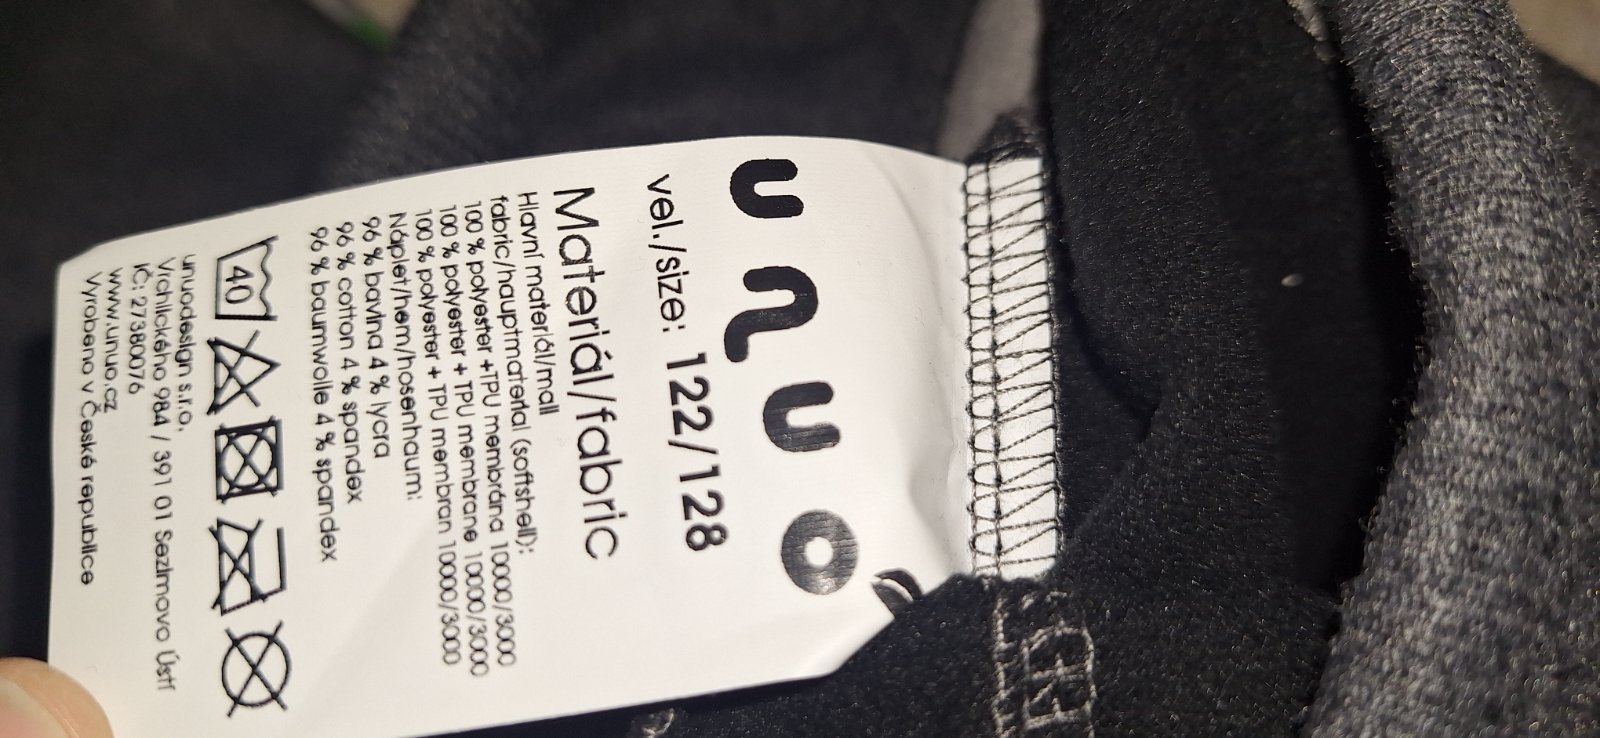 unuo
vel./size: 122/128
Materiál/fabric
Hlavní materiál/mail
fabric/hauptmaterial (softshell):
100 % polyester +TPU membrána 10000/3000
100 % polyester + TPU membrane 10000/3000
100 % polyester + TPU membran 10000/3000
Náplet/hem/hosenhaum:
96 % bavlna 4 % lycra
96 % cotton 4 % spandex
96 % baumwolle 4 % spandex
40
unuodesign s.r.o.
Vrchlického 984 / 391 01 Sezimovo Ústí
IČ: 27380076
www.unuo.cz
Vyrobeno v České republice